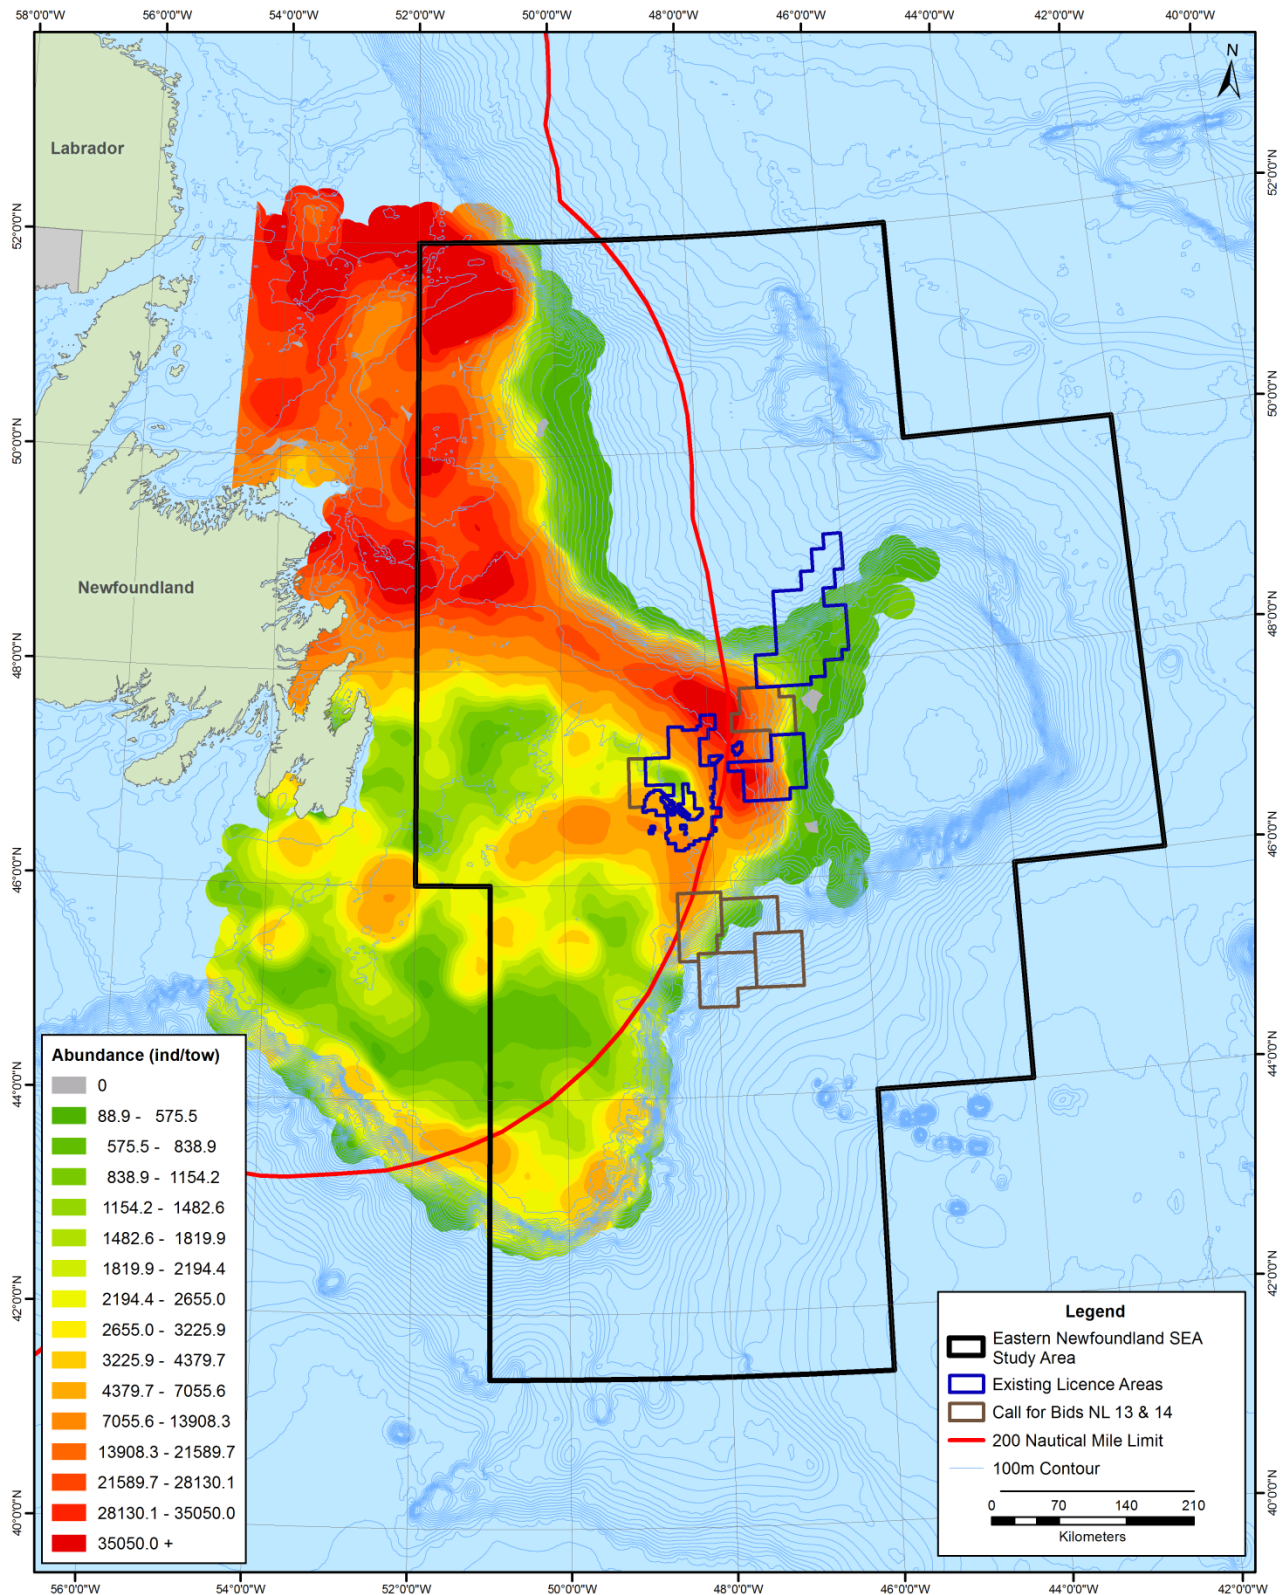 58°0'0"W 56°0'0"W 54°0'0"W 52°0'0"W 50°0'0"W 48°0'0"W 46°0'0"W 44°0'0"W 42°0'0"W 40°0'0"W
N
Labrador
52°0'0"N
52°0'0"N
50°0'0"N
50°0'0"N
Newfoundland
48°0'0"N
48°0'0"N
46°0'0"N
46°0'0"N
44°0'0"N
44°0'0"N
42°0'0"N
42°0'0"N
40°0'0"N
40°0'0"N
Abundance (ind/tow)
0
88.9 - 575.5
575.5 - 838.9
838.9 - 1154.2
1154.2 - 1482.6
1482.6 - 1819.9
1819.9 - 2194.4
2194.4 - 2655.0
2655.0 - 3225.9
3225.9 - 4379.7
4379.7 - 7055.6
7055.6 - 13908.3
13908.3 - 21589.7
21589.7 - 28130.1
28130.1 - 35050.0
35050.0 +
Legend
Eastern Newfoundland SEA
Study Area
Existing Licence Areas
Call for Bids NL 13 & 14
200 Nautical Mile Limit
100m Contour
0 70 140 210
Kilometers
56°0'0"W 54°0'0"W 52°0'0"W 50°0'0"W 48°0'0"W 46°0'0"W 44°0'0"W 42°0'0"W